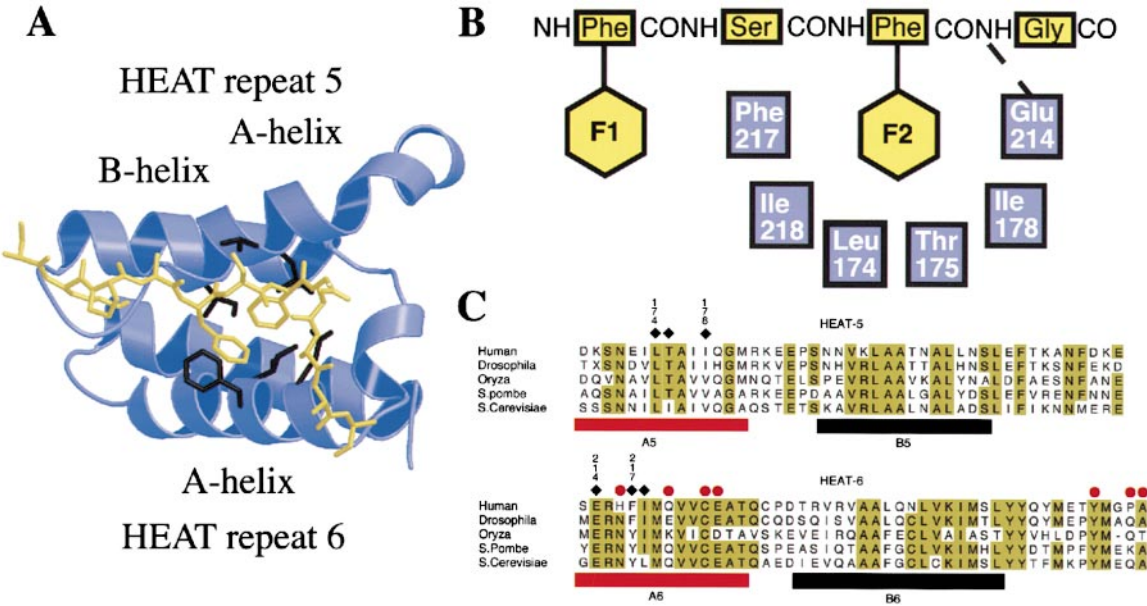 A
HEAT repeat 5
A-helix
B-helix
A-helix
HEAT repeat 6
B
NH Phe CONH Ser CONH Phe CONH Gly CO
F1
Phe 217
F2
Glu 214
Ile 218
Leu 174
Thr 175
Ile 178
C
174
178
HEAT-5
Human DKSNEILTAIIQGMRKEEPSNNVKLAATNALLNSLEFTKANFDKE
Drosophila TXSNDVLTAIIHGMRKVEPSNHVRLAATTALHNSLEFTKANFEKD
Oryza DQVNAVLTAVVQGMNQTELSPEVRLAAVKALYNALDFAESNFANE
S.pombe AQSNAILTAVVAGARKEEPDAAVRLAALGALYDSLEFVRENFNNE
S.Cerevisiae SSSNNILIAIVQGAQSTETSKAVRLAALNALADSLIFIKNNMERE
A5
B5
214
217
HEAT-6
Human SERHFIMQVVCEATQCPDTRVRVAALQNLVKIMSLYYQYMETYMGPA
Drosophila MERNFIMEVVCEATQCQDSQISVAALQCLVKIMTLYYQYMEPYMAQA
Oryza MERNYIMKVICDTAVSKEVEIRQAAFECLVAIASTYYVHLDPYM-QT
S.Pombe YERNYIMQVVCEATQSPEASIQTAAFGCLVKIMHLYYDTMPFYMEKA
S.Cerevisiae GERNYLMQVVCEATQAEDIEVQAAAFGCLCKIMSLYYTFMKPYMEQA
A6
B6